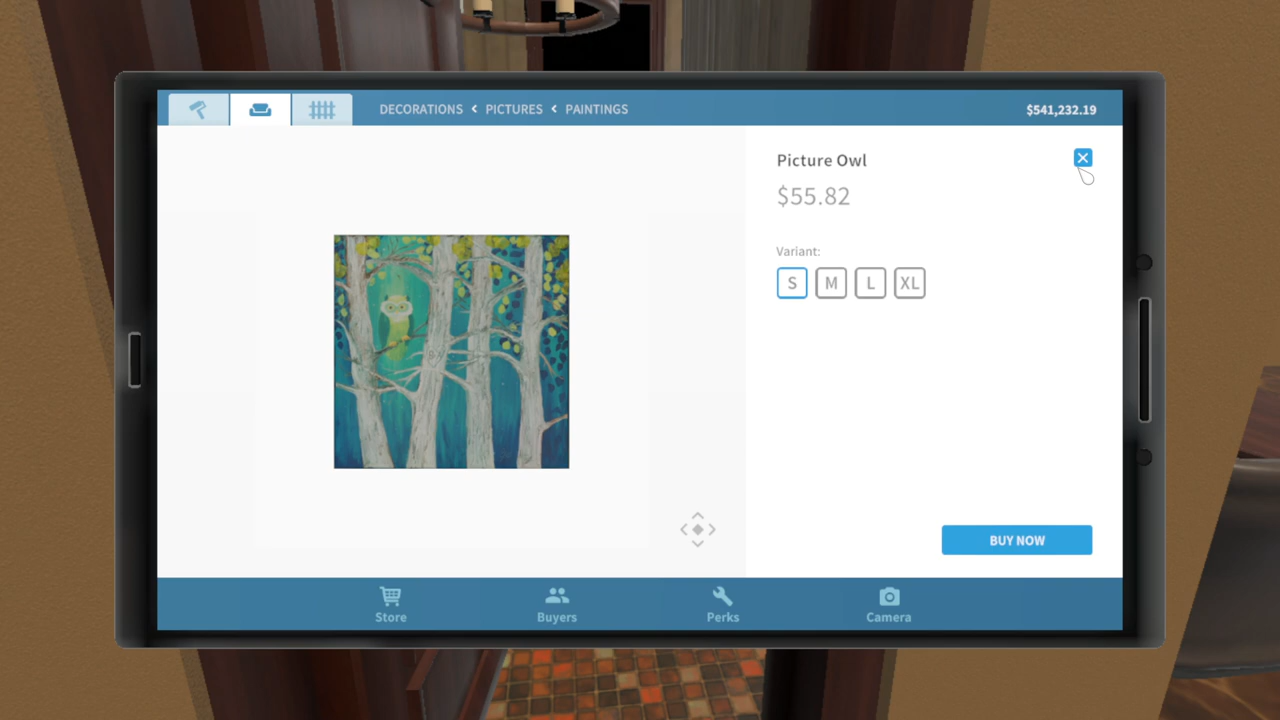 DECORATIONS < PICTURES < PAINTINGS
$541,232.19
Picture Owl
$55.82
Variant:
S M L XL
BUY NOW
Store Buyers Perks Camera